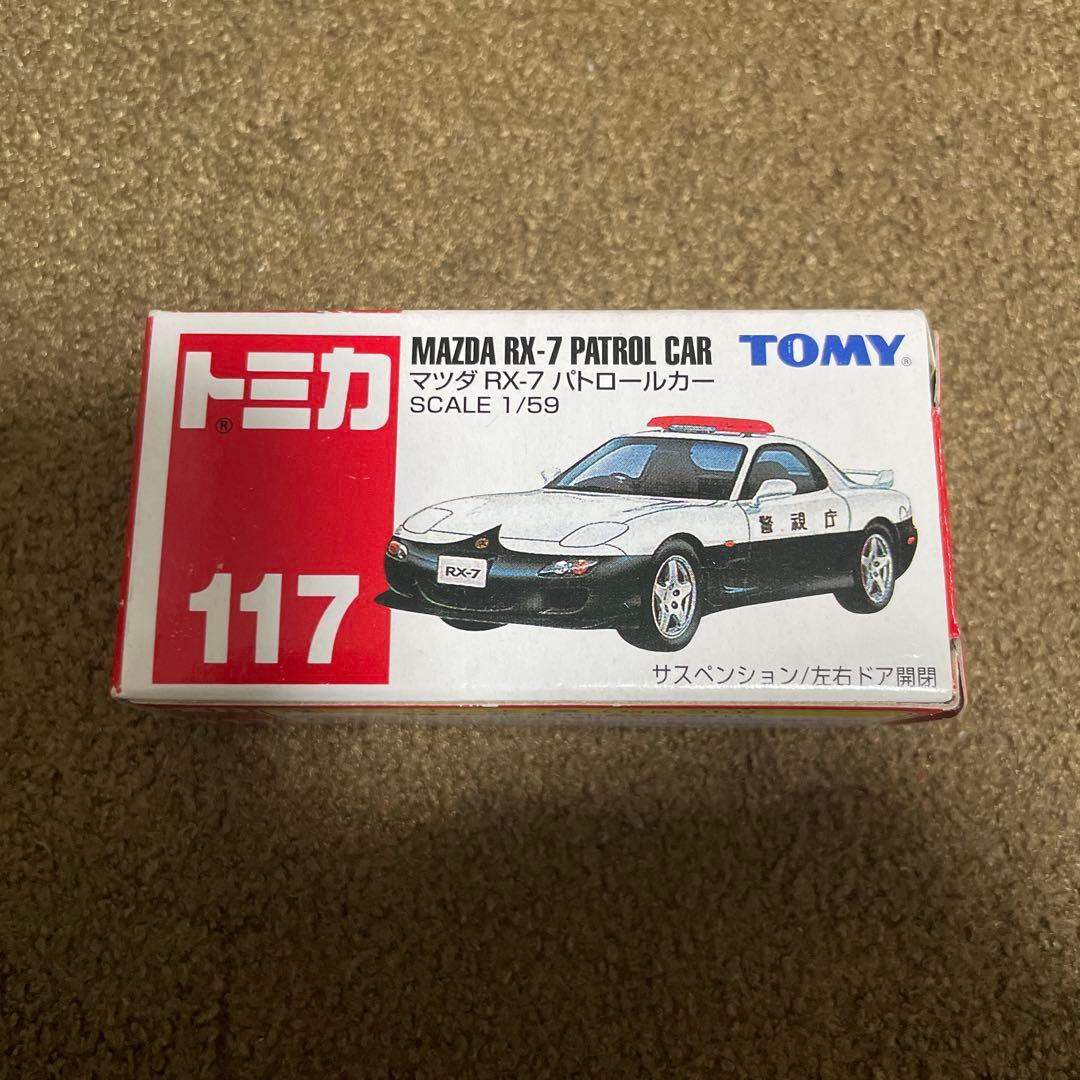 トミカ®
117
MAZDA RX-7 PATROL CAR
マツダ RX-7 パトロールカー
SCALE 1/59
TOMY®
警視庁
RX-7
サスペンション/左右ドア開閉